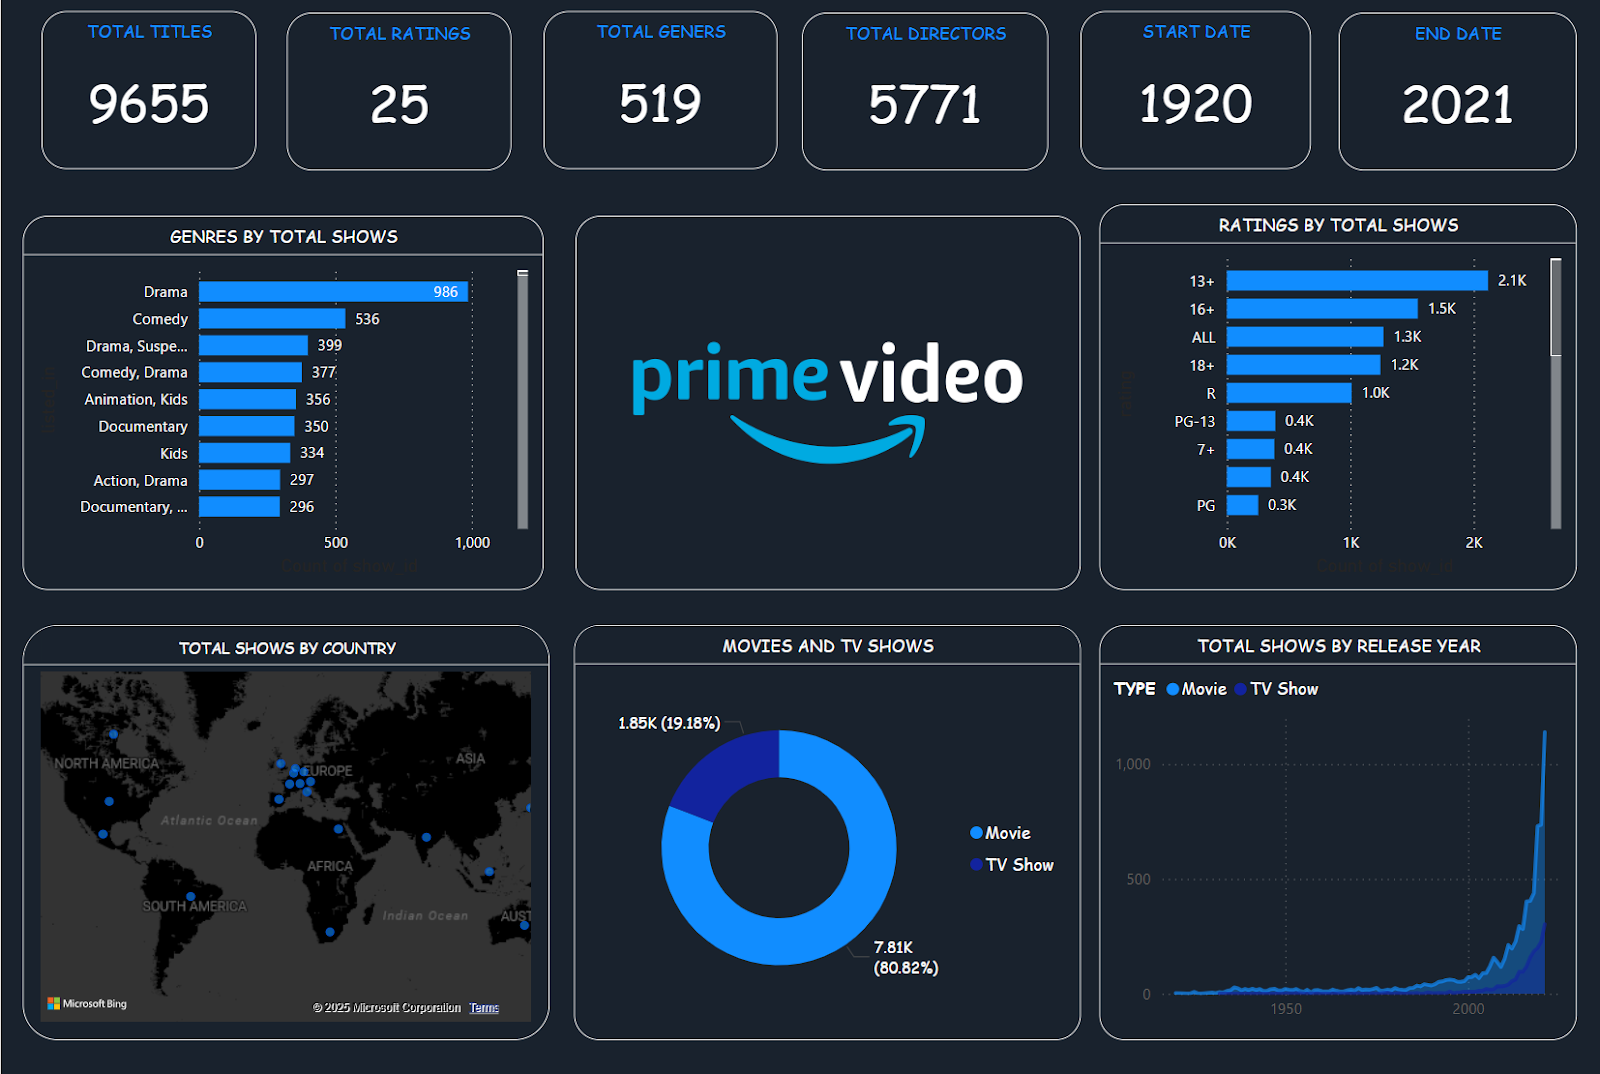 TOTAL TITLES
9655
TOTAL RATINGS
25
TOTAL GENERS
519
TOTAL DIRECTORS
5771
START DATE
1920
END DATE
2021
GENRES BY TOTAL SHOWS
Drama
986
Comedy
536
Drama, Suspe...
399
Comedy, Drama
377
Animation, Kids
356
Documentary
350
Kids
334
Action, Drama
297
Documentary, ...
296
0 500 1,000
prime video
RATINGS BY TOTAL SHOWS
13+
2.1K
16+
1.5K
ALL
1.3K
18+
1.2K
R
1.0K
PG-13
0.4K
7+
0.4K
0.4K
PG
0.3K
0K 1K 2K
rating
Count of show_id
TOTAL SHOWS BY COUNTRY
NORTH AMERICA
EUROPE
ASIA
Atlantic Ocean
AFRICA
SOUTH AMERICA
Indian Ocean
AUST
Microsoft Bing
© 2025 Microsoft Corporation Terms
MOVIES AND TV SHOWS
1.85K (19.18%)
Movie
TV Show
7.81K
(80.82%)
TOTAL SHOWS BY RELEASE YEAR
TYPE Movie TV Show
1,000
500
0
1950 2000